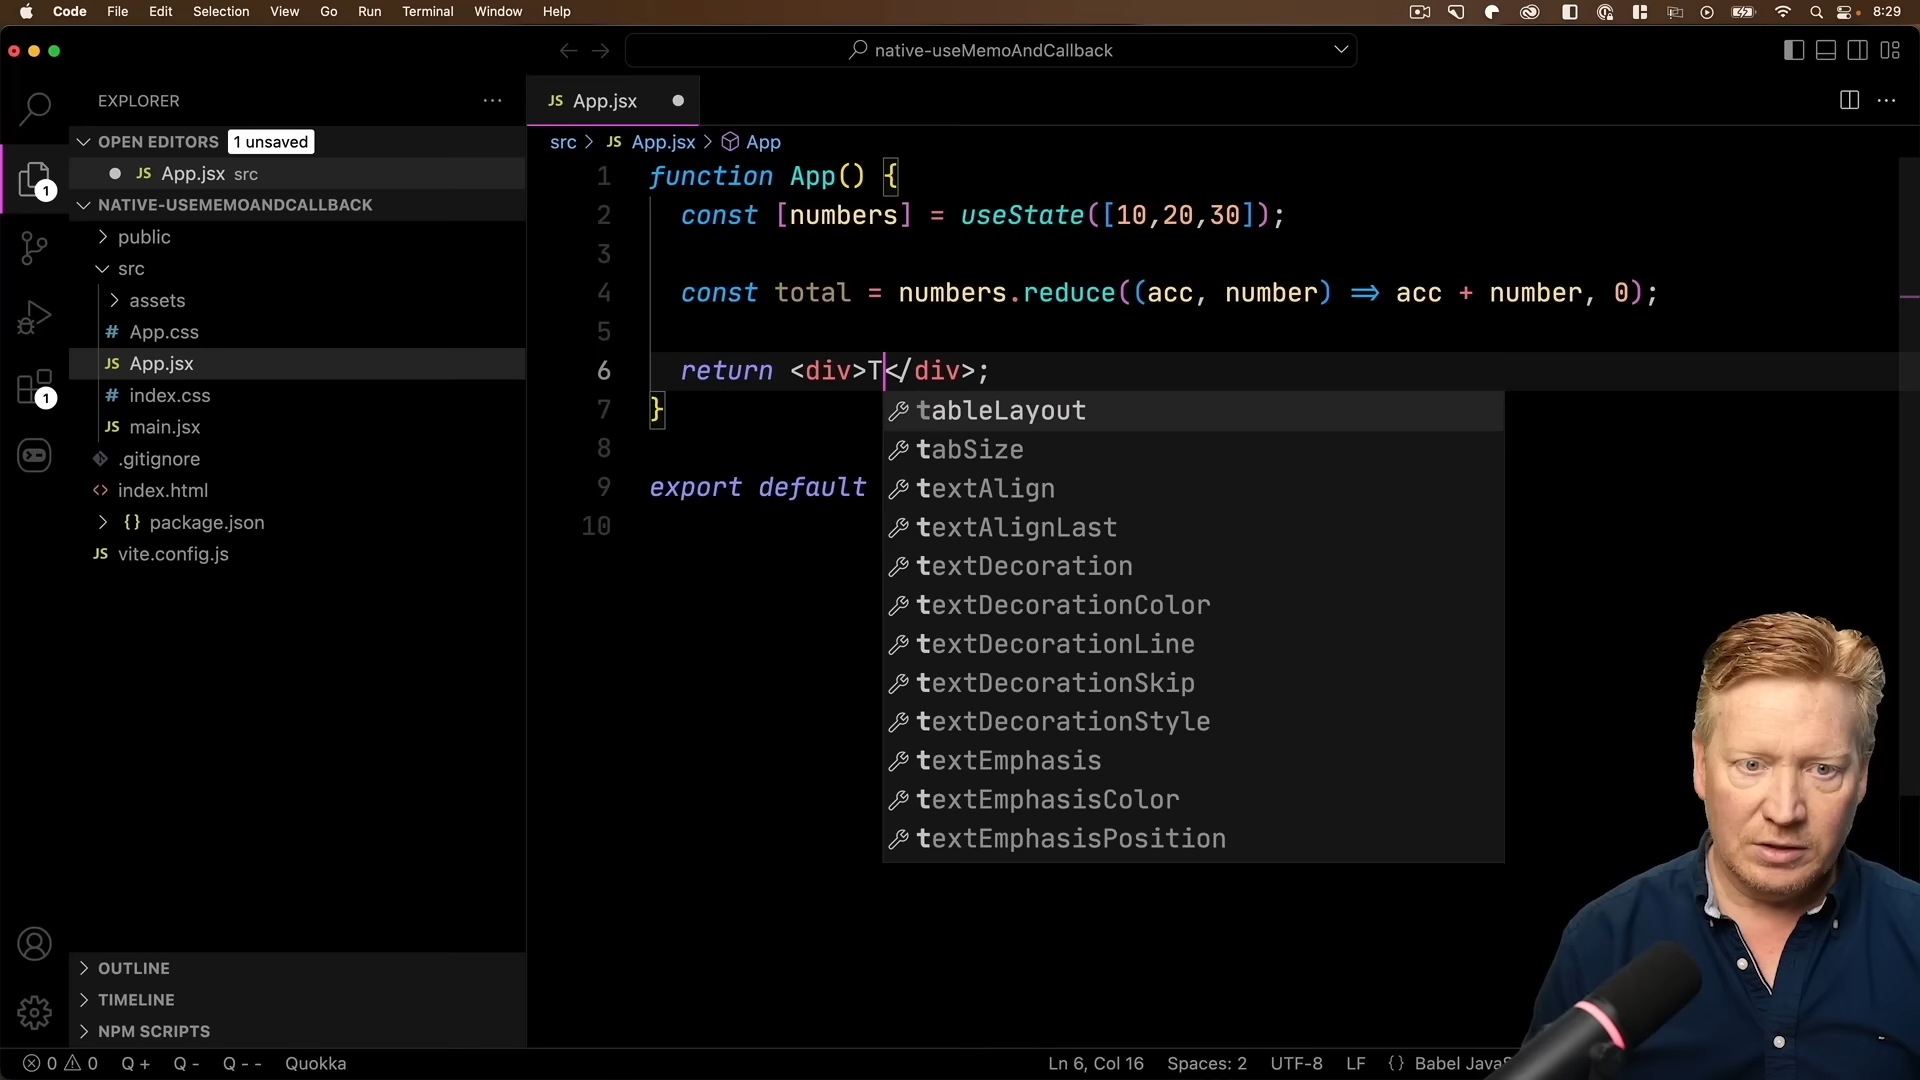 Code File Edit Selection View Go Run Terminal Window Help 8:29
native-useMemoAndCallback
EXPLORER
OPEN EDITORS 1 unsaved
JS App.jsx src
NATIVE-USEMEMOANDCALLBACK
public
src
assets
# App.css
JS App.jsx
# index.css
JS main.jsx
.gitignore
<> index.html
{} package.json
JS vite.config.js
OUTLINE
TIMELINE
NPM SCRIPTS
1
1
JS App.jsx
src > JS App.jsx > App
1 function App() {
2 const [numbers] = useState([10,20,30]);
3
4 const total = numbers.reduce((acc, number) => acc + number, 0);
5
6 return <div>T</div>;
7 }
8
9 export default
10
tableLayout
tabSize
textAlign
textAlignLast
textDecoration
textDecorationColor
textDecorationLine
textDecorationSkip
textDecorationStyle
textEmphasis
textEmphasisColor
textEmphasisPosition
0 0 Q + Q - Q - - Quokka Ln 6, Col 16 Spaces: 2 UTF-8 LF {} Babel JavaS